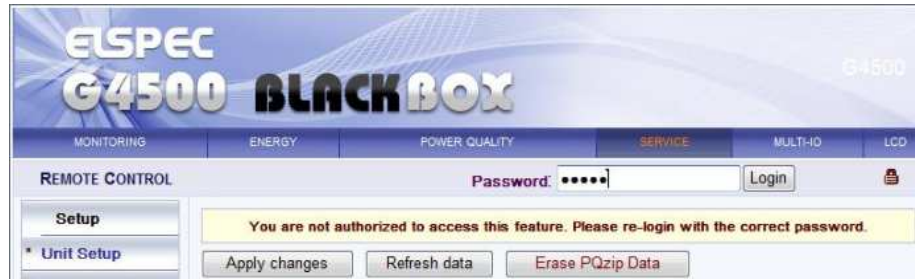 ELSPEC
G4500 BLACKBOX
G4500
MONITORING ENERGY POWER QUALITY SERVICE MULTI-IO LCD
REMOTE CONTROL Password: •••••  Login
Setup
You are not authorized to access this feature. Please re-login with the correct password.
* Unit Setup
Apply changes Refresh data Erase PQzip Data